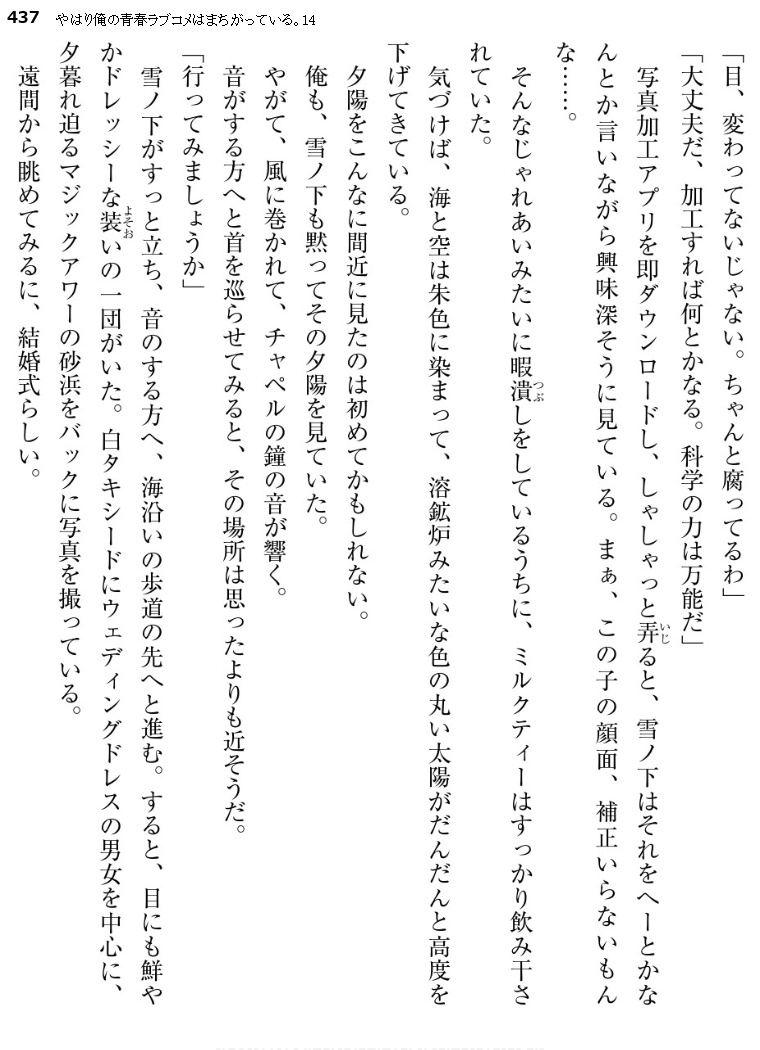 437 やはり俺の青春ラブコメはまちがっている。14
「目、変わってないじゃない。ちゃんと腐ってるわ」
「大丈夫だ、加工すれば何とかなる。科学の力は万能だ」
写真加工アプリを即ダウンロードし、しゃしゃっと弄ると、雪ノ下はそれをへーとかな
んとか言いながら興味深そうに見ている。まぁ、この子の顔面、補正いらないもん
な……。
そんなじゃれあいみたいに暇潰しをしているうちに、ミルクティーはすっかり飲み干さ
れていた。
気づけば、海と空は朱色に染まって、溶鉱炉みたいな色の丸い太陽がだんだんと高度を
下げてきている。
夕陽をこんなに間近に見たのは初めてかもしれない。
俺も、雪ノ下も黙ってその夕陽を見ていた。
やがて、風に巻かれて、チャペルの鐘の音が響く。
音がする方へと首を巡らせてみると、その場所は思ったよりも近そうだ。
「行ってみましょうか」
雪ノ下がすっと立ち、音のする方へ、海沿いの歩道の先へと進む。すると、目にも鮮や
かドレッシーな装いの一団がいた。白タキシードにウェディングドレスの男女を中心に、
夕暮れ迫るマジックアワーの砂浜をバックに写真を撮っている。
遠間から眺めてみるに、結婚式らしい。